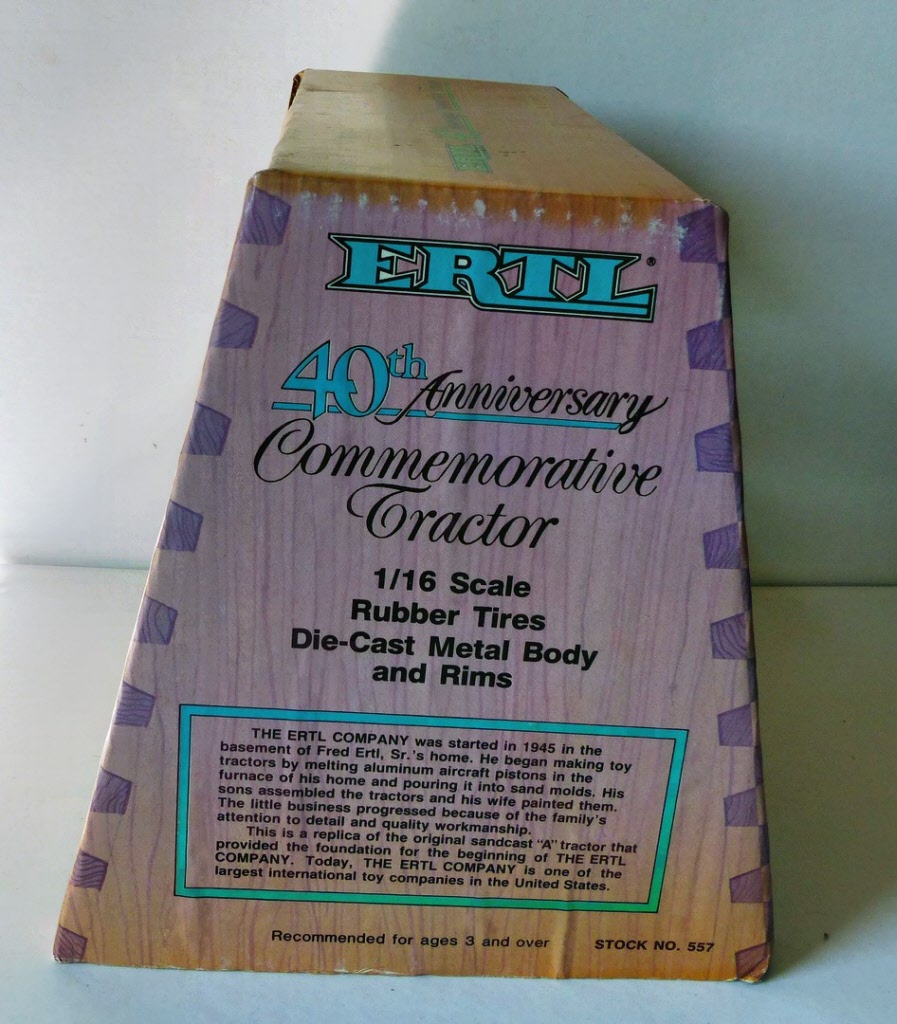 ERTL®
40th Anniversary
Commemorative
Tractor
1/16 Scale
Rubber Tires
Die-Cast Metal Body
and Rims
THE ERTL COMPANY was started in 1945 in the
basement of Fred Ertl, Sr.'s home. He began making toy
tractors by melting aluminum aircraft pistons in the
furnace of his home and pouring it into sand molds. His
sons assembled the tractors and his wife painted them.
The little business progressed because of the family's
attention to detail and quality workmanship.
This is a replica of the original sandcast "A" tractor that
provided the foundation for the beginning of THE ERTL
COMPANY. Today, THE ERTL COMPANY is one of the
largest international toy companies in the United States.
Recommended for ages 3 and over
STOCK NO. 557